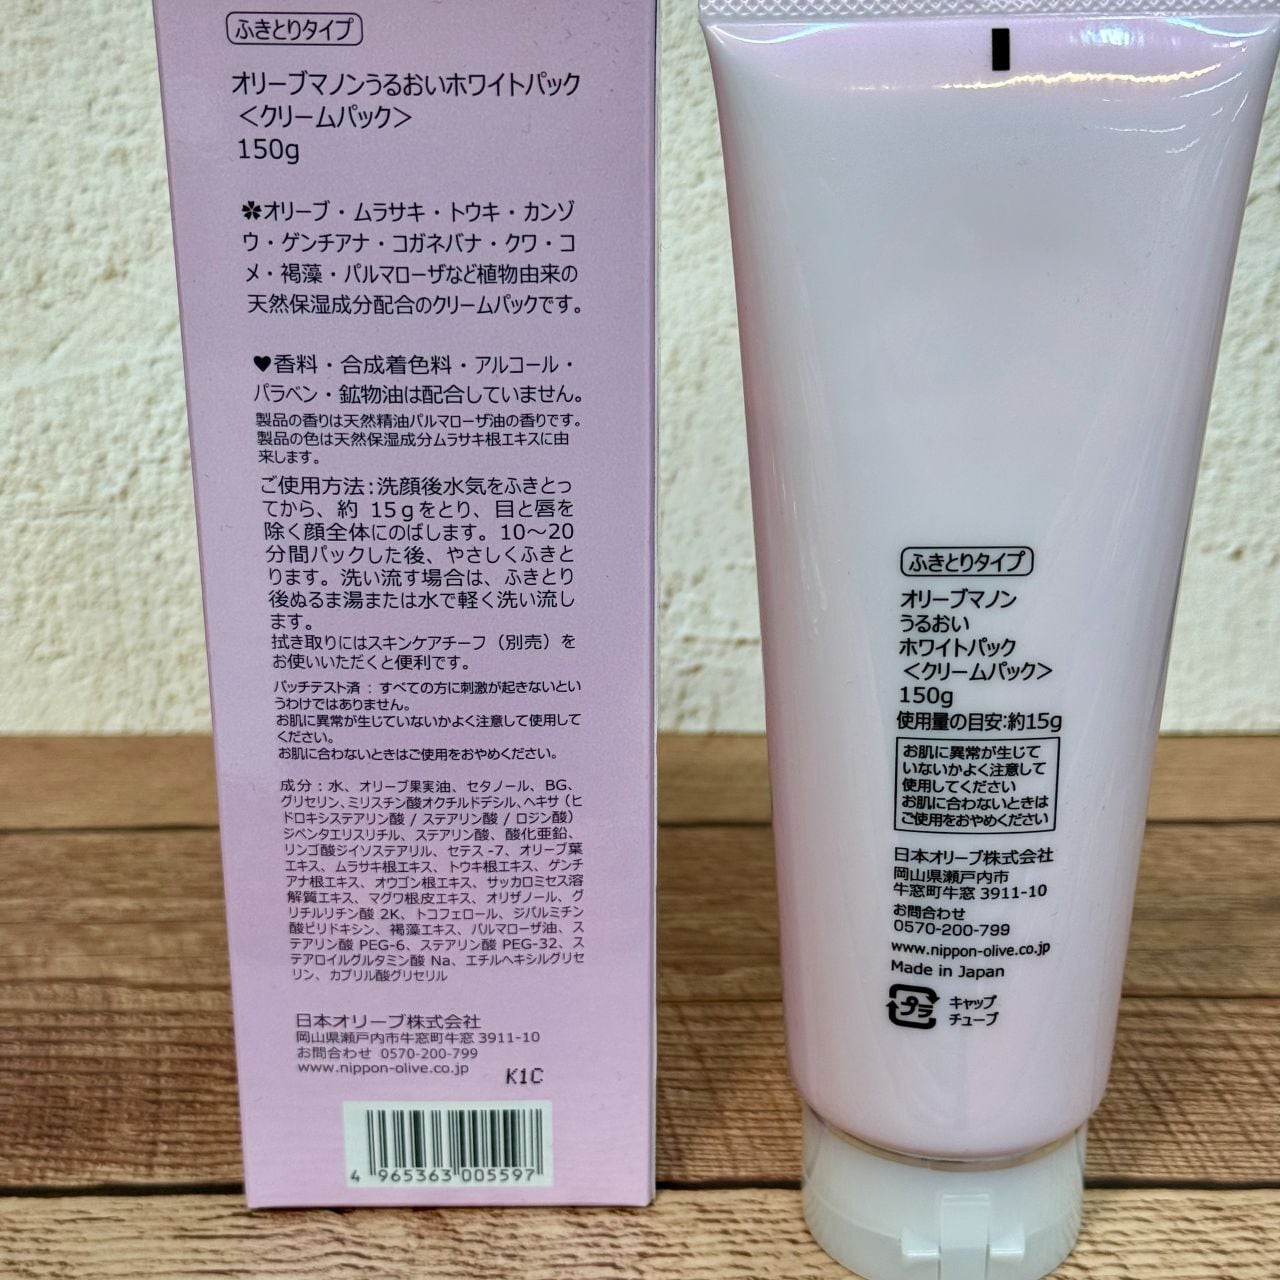 ふきとりタイプ
オリーブマノンうるおいホワイトパック
＜クリームパック＞
150g
✽オリーブ・ムラサキ・トウキ・カンゾ
ウ・ゲンチアナ・コガネバナ・クワ・コ
メ・褐藻・パルマローザなど植物由来の
天然保湿成分配合のクリームパックです。
♥香料・合成着色料・アルコール・
パラベン・鉱物油は配合していません。
製品の香りは天然精油パルマローザ油の香りです。
製品の色は天然保湿成分ムラサキ根エキスに由
来します。
ご使用方法：洗顔後水気をふきとっ
てから、約 15gをとり、目と唇を
除く顔全体にのばします。10～20
分間パックした後、やさしくふきと
ります。洗い流す場合は、ふきとり
後ぬるま湯または水で軽く洗い流し
ます。
拭き取りにはスキンケアチーフ（別売）を
お使いいただくと便利です。
パッチテスト済：すべての方に刺激が起きないとい
うわけではありません。
お肌に異常が生じていないかよく注意して使用して
ください。
お肌に合わないときはご使用をおやめください。
成分：水、オリーブ果実油、セタノール、BG、
グリセリン、ミリスチン酸オクチルドデシル、ヘキサ（ヒ
ドロキシステアリン酸 / ステアリン酸 / ロジン酸）
ジペンタエリスリチル、ステアリン酸、酸化亜鉛、
リンゴ酸ジイソステアリル、セテス-7、オリーブ葉
エキス、ムラサキ根エキス、トウキ根エキス、ゲンチ
アナ根エキス、オウゴン根エキス、サッカロミセス溶
解質エキス、マグワ根皮エキス、オリザノール、グ
リチルリチン酸 2K、トコフェロール、ジパルミチン
酸ピリドキシン、褐藻エキス、パルマローザ油、ス
テアリン酸 PEG-6、ステアリン酸 PEG-32、ス
テアロイルグルタミン酸 Na、エチルヘキシルグリセ
リン、カプリル酸グリセリル
日本オリーブ株式会社
岡山県瀬戸内市牛窓町牛窓 3911-10
お問合わせ 0570-200-799
www.nippon-olive.co.jp
K1C
4 965363 005597
ふきとりタイプ
オリーブマノン
うるおい
ホワイトパック
＜クリームパック＞
150g
使用量の目安：約15g
お肌に異常が生じて
いないかよく注意して
使用してください
お肌に合わないときは
ご使用をおやめください
日本オリーブ株式会社
岡山県瀬戸内市
牛窓町牛窓 3911-10
お問合わせ
0570-200-799
www.nippon-olive.co.jp
Made in Japan
プラ キャップ
チューブ